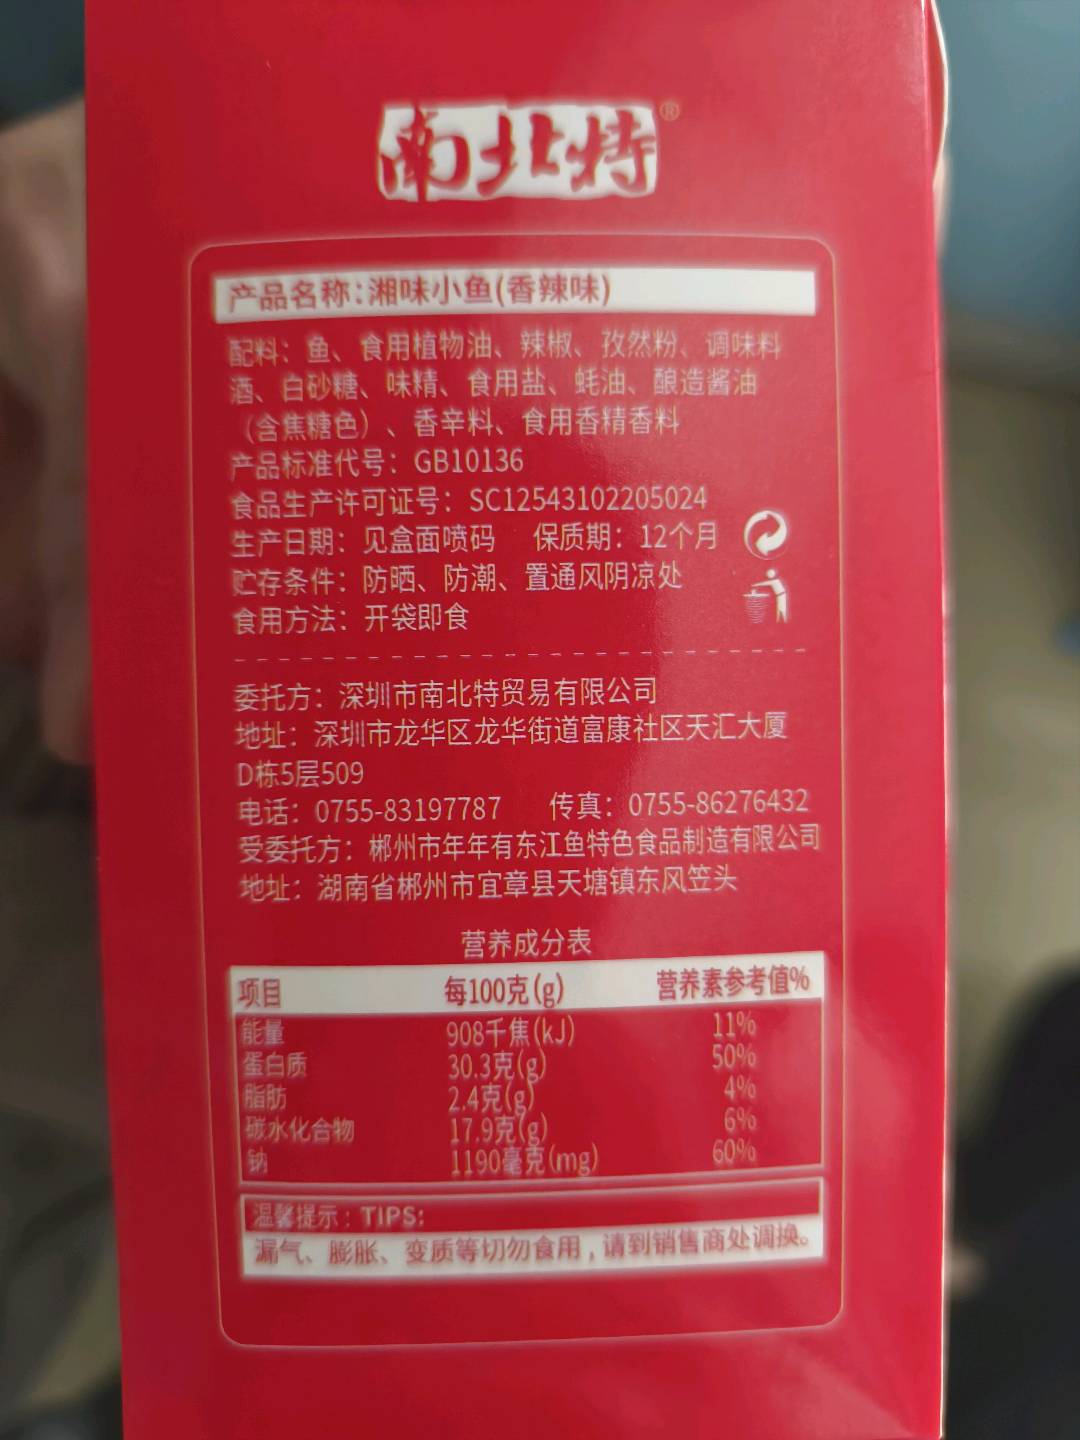 南北特®
产品名称:湘味小鱼(香辣味)
配料：鱼、食用植物油、辣椒、孜然粉、调味料
酒、白砂糖、味精、食用盐、蚝油、酿造酱油
（含焦糖色）、香辛料、食用香精香料
产品标准代号：GB10136
食品生产许可证号：SC12543102205024
生产日期：见盒面喷码 保质期：12个月
贮存条件：防晒、防潮、置通风阴凉处
食用方法：开袋即食
委托方：深圳市南北特贸易有限公司
地址：深圳市龙华区龙华街道富康社区天汇大厦
D栋5层509
电话：0755-83197787 传真：0755-86276432
受委托方：郴州市年年有东江鱼特色食品制造有限公司
地址：湖南省郴州市宜章县天塘镇东风笠头
营养成分表
项目 每100克(g) 营养素参考值%
能量 908千焦(kJ) 11%
蛋白质 30.3克(g) 50%
脂肪 2.4克(g) 4%
碳水化合物 17.9克(g) 6%
钠 1190毫克(mg) 60%
温馨提示：TIPS:
漏气、膨胀、变质等切勿食用，请到销售商处调换。